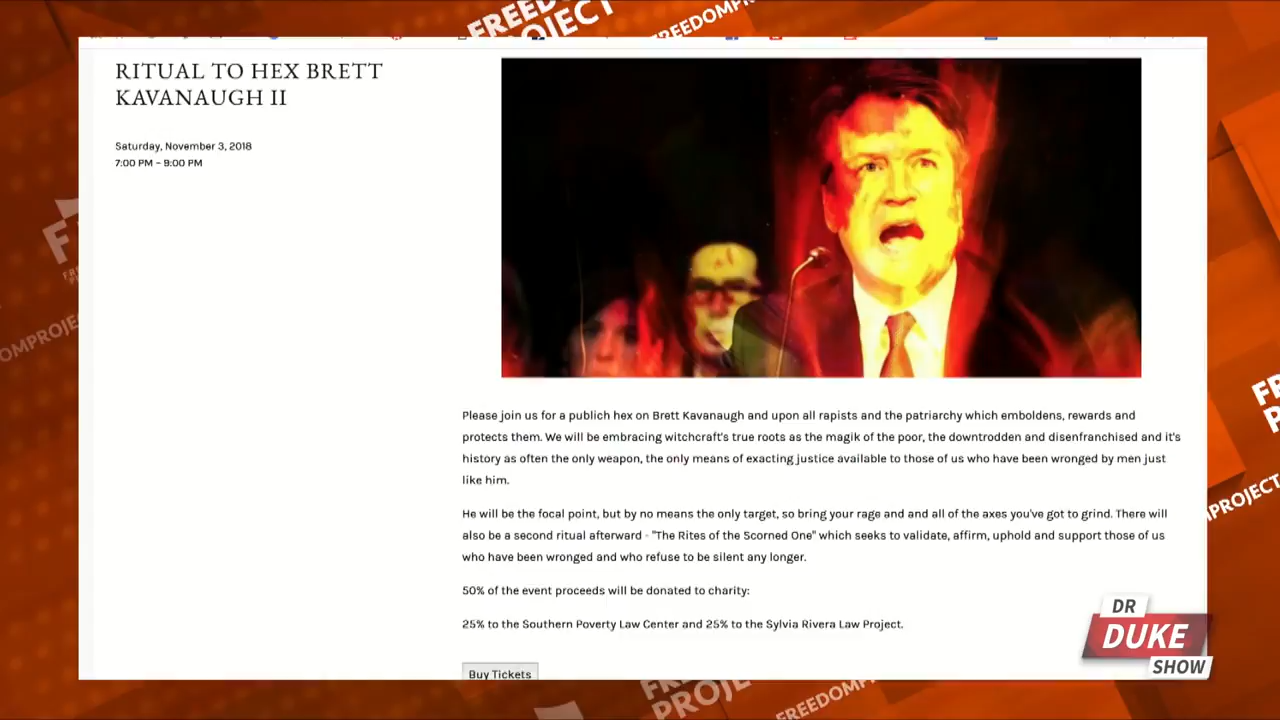 FREEDOM
PROJECT
FREEDOMPR
RITUAL TO HEX BRETT
KAVANAUGH II
Saturday, November 3, 2018
7:00 PM – 9:00 PM
Please join us for a publich hex on Brett Kavanaugh and upon all rapists and the patriarchy which emboldens, rewards and
protects them. We will be embracing witchcraft's true roots as the magik of the poor, the downtrodden and disenfranchised and it's
history as often the only weapon, the only means of exacting justice available to those of us who have been wronged by men just
like him.
He will be the focal point, but by no means the only target, so bring your rage and and all of the axes you've got to grind. There will
also be a second ritual afterward - "The Rites of the Scorned One" which seeks to validate, affirm, uphold and support those of us
who have been wronged and who refuse to be silent any longer.
50% of the event proceeds will be donated to charity:
25% to the Southern Poverty Law Center and 25% to the Sylvia Rivera Law Project.
Buy Tickets
DR
DUKE
SHOW